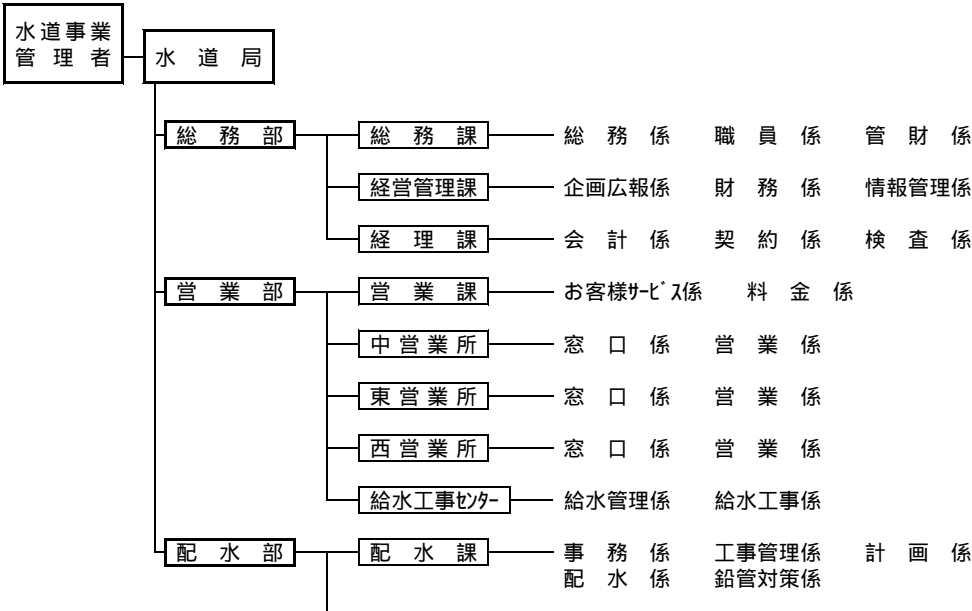 水道事業
管理者
水道局
総務部 総務課 総務係 職員係 管財係
経営管理課 企画広報係 財務係 情報管理係
経理課 会計係 契約係 検査係
営業部 営業課 お客様ｻｰﾋﾞｽ係 料金係
中営業所 窓口係 営業係
東営業所 窓口係 営業係
西営業所 窓口係 営業係
給水工事ｾﾝﾀｰ 給水管理係 給水工事係
配水部 配水課 事務係 工事管理係 計画係
配水係 鉛管対策係